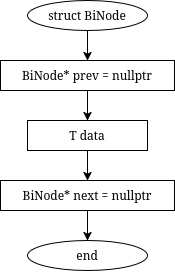 struct BiNode
BiNode* prev = nullptr
T data
BiNode* next = nullptr
end